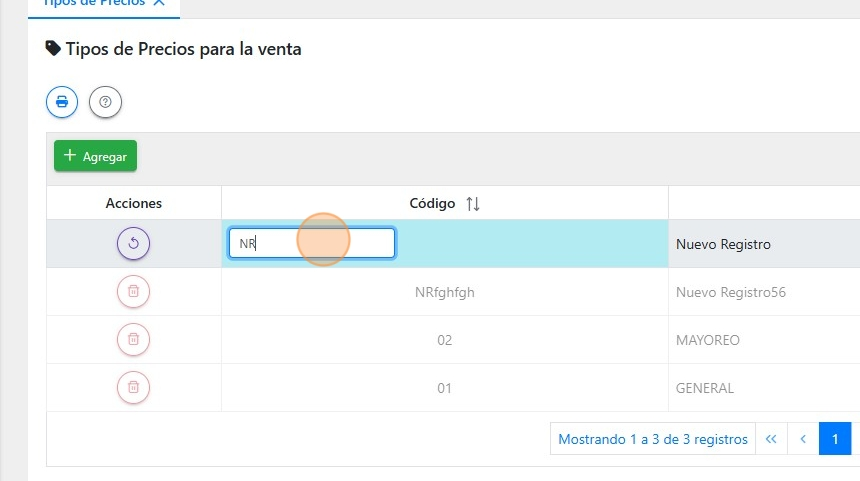 Tipos de Precios
Tipos de Precios para la venta
Agregar
Acciones Código
NR Nuevo Registro
NRfghfgh Nuevo Registro56
02 MAYOREO
01 GENERAL
Mostrando 1 a 3 de 3 registros 1